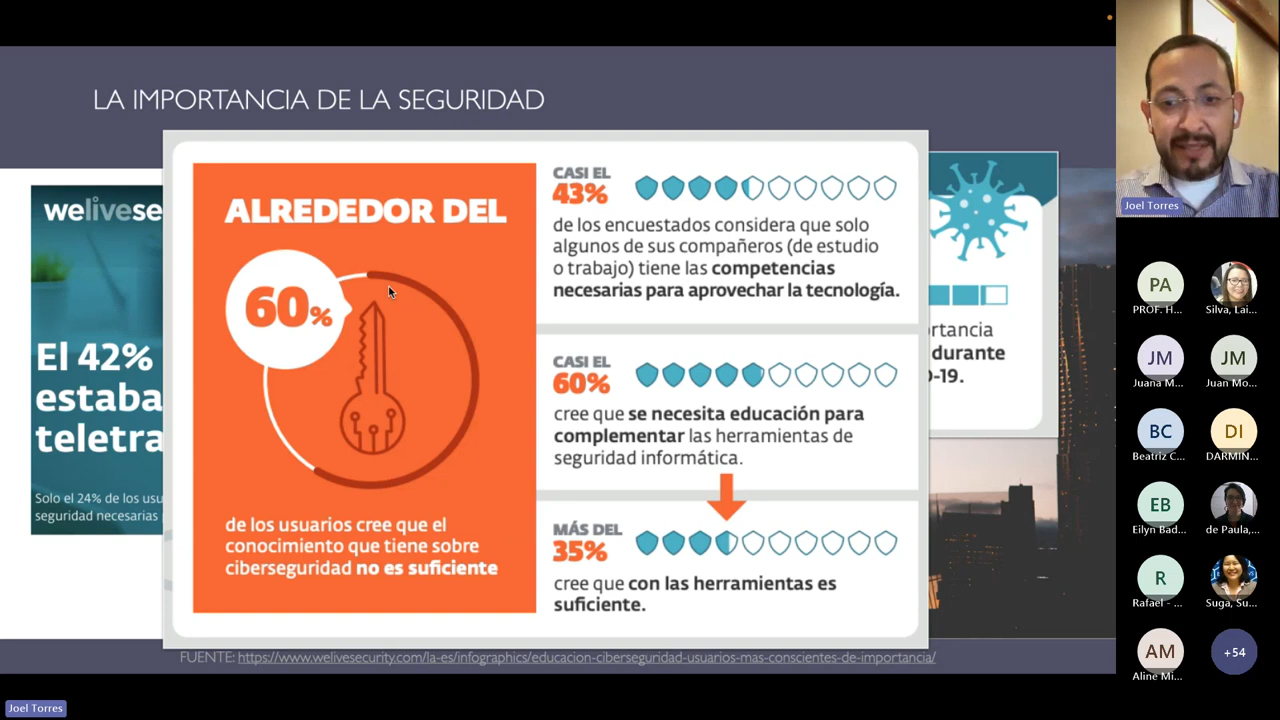 LA IMPORTANCIA DE LA SEGURIDAD
welivese
El 42%
estaba
teletra
Solo el 24% de los usu
seguridad necesarias
ALREDEDOR DEL
60%
de los usuarios cree que el
conocimiento que tiene sobre
ciberseguridad no es suficiente
CASI EL
43%
de los encuestados considera que solo
algunos de sus compañeros (de estudio
o trabajo) tiene las competencias
necesarias para aprovechar la tecnología.
CASI EL
60%
cree que se necesita educación para
complementar las herramientas de
seguridad informática.
MÁS DEL
35%
cree que con las herramientas es
suficiente.
rtancia
durante
D-19.
FUENTE: https://www.welivesecurity.com/la-es/infographics/educacion-ciberseguridad-usuarios-mas-conscientes-de-importancia/
Joel Torres
Joel Torres
PA
PROF. H...
Silva, Lai...
JM
Juana M...
JM
Juan Mo...
BC
Beatriz C...
DI
DARMIN...
EB
Eilyn Bad...
de Paula,...
R
Rafael - ...
Suga, Su...
AM
Aline Mi...
+54